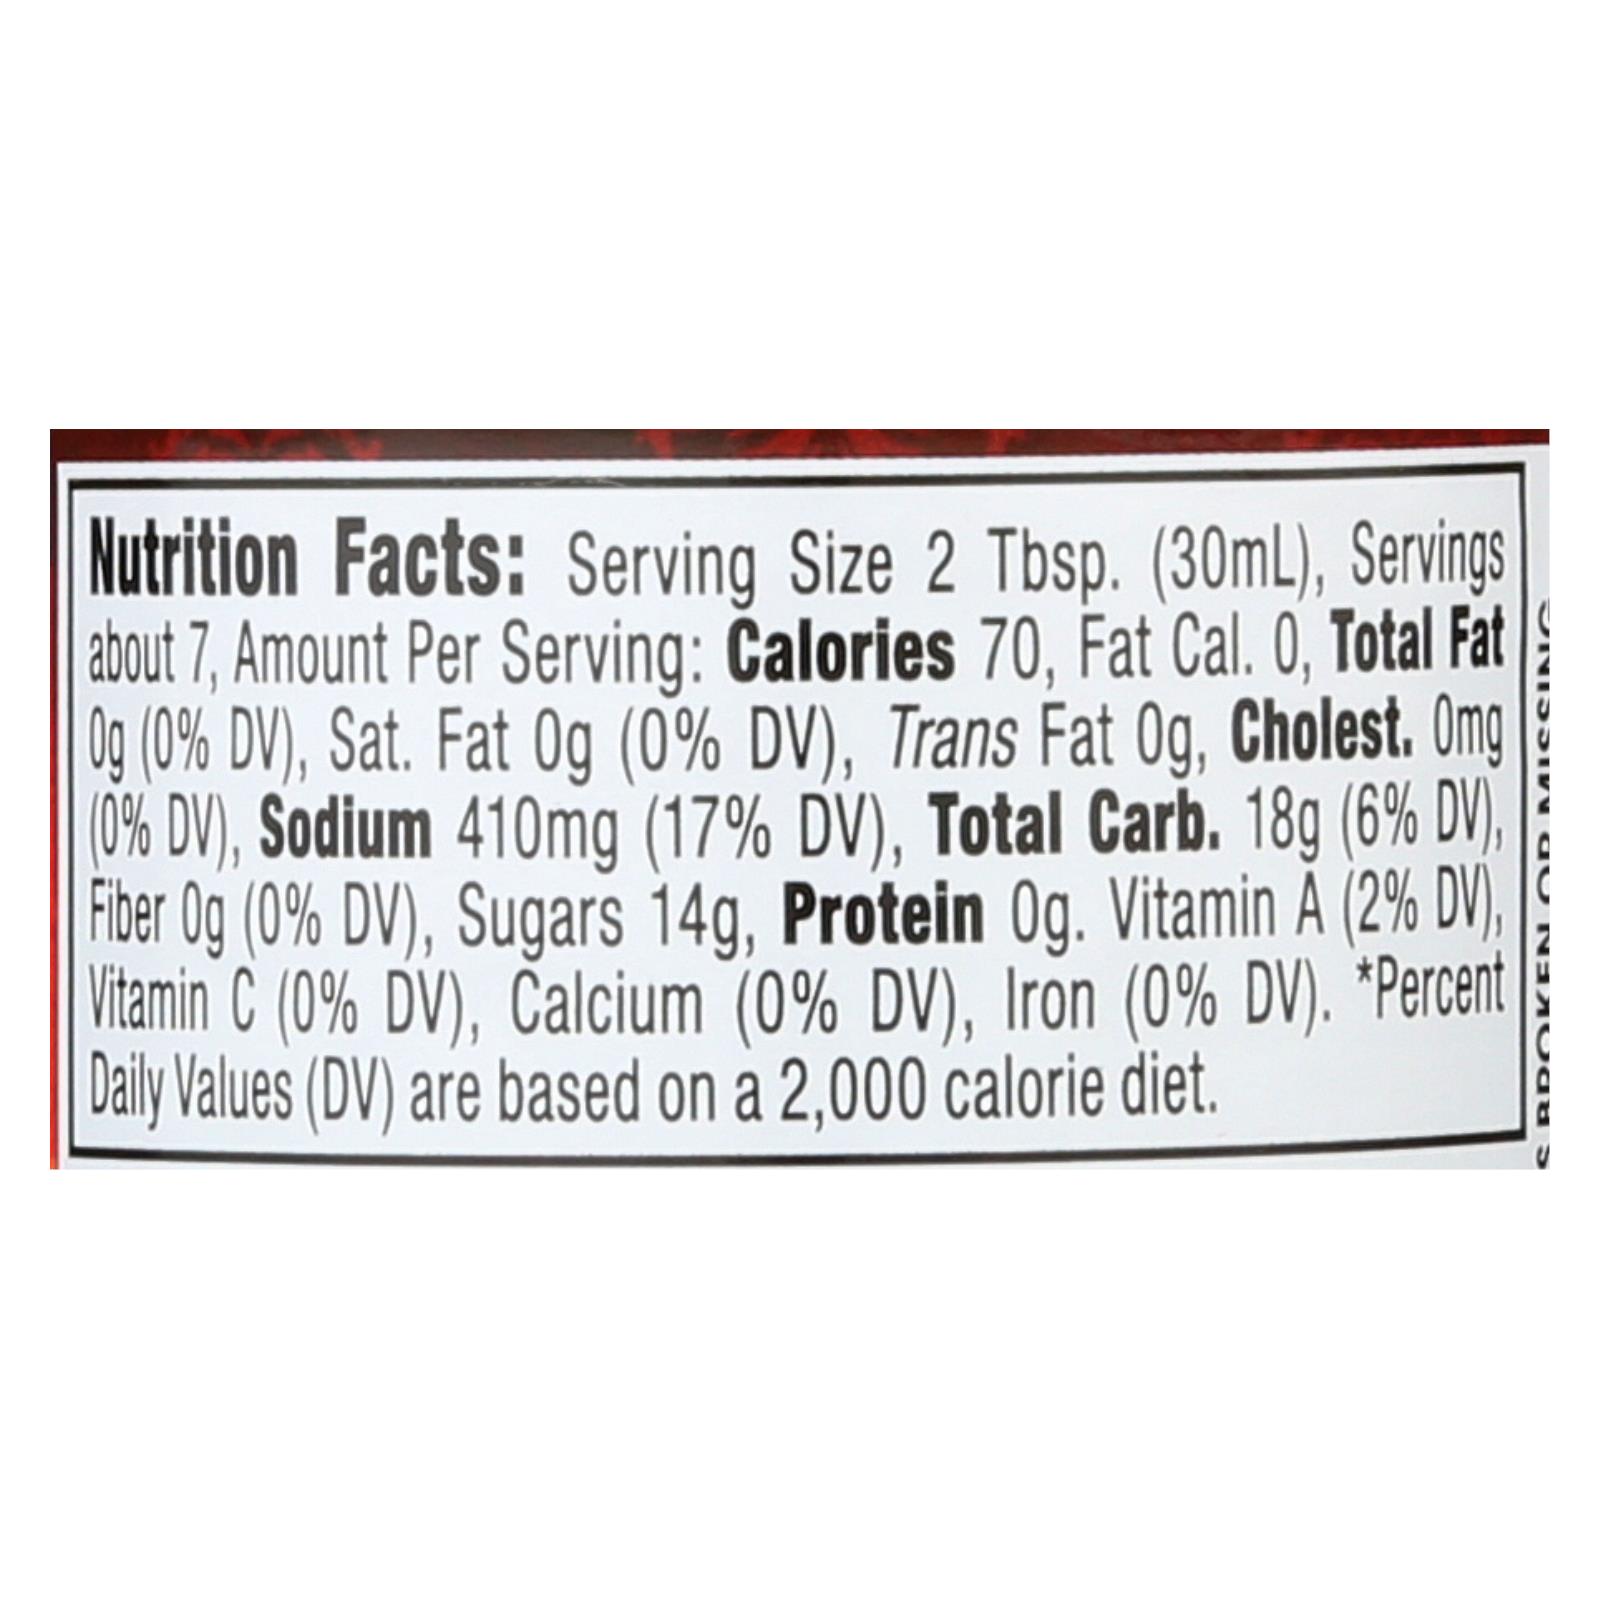 Nutrition Facts: Serving Size 2 Tbsp. (30mL), Servings
about 7, Amount Per Serving: Calories 70, Fat Cal. 0, Total Fat
0g (0% DV), Sat. Fat 0g (0% DV), Trans Fat 0g, Cholest. 0mg
(0% DV), Sodium 410mg (17% DV), Total Carb. 18g (6% DV),
Fiber 0g (0% DV), Sugars 14g, Protein 0g. Vitamin A (2% DV),
Vitamin C (0% DV), Calcium (0% DV), Iron (0% DV). *Percent
Daily Values (DV) are based on a 2,000 calorie diet.
S BROKEN OR MISSING